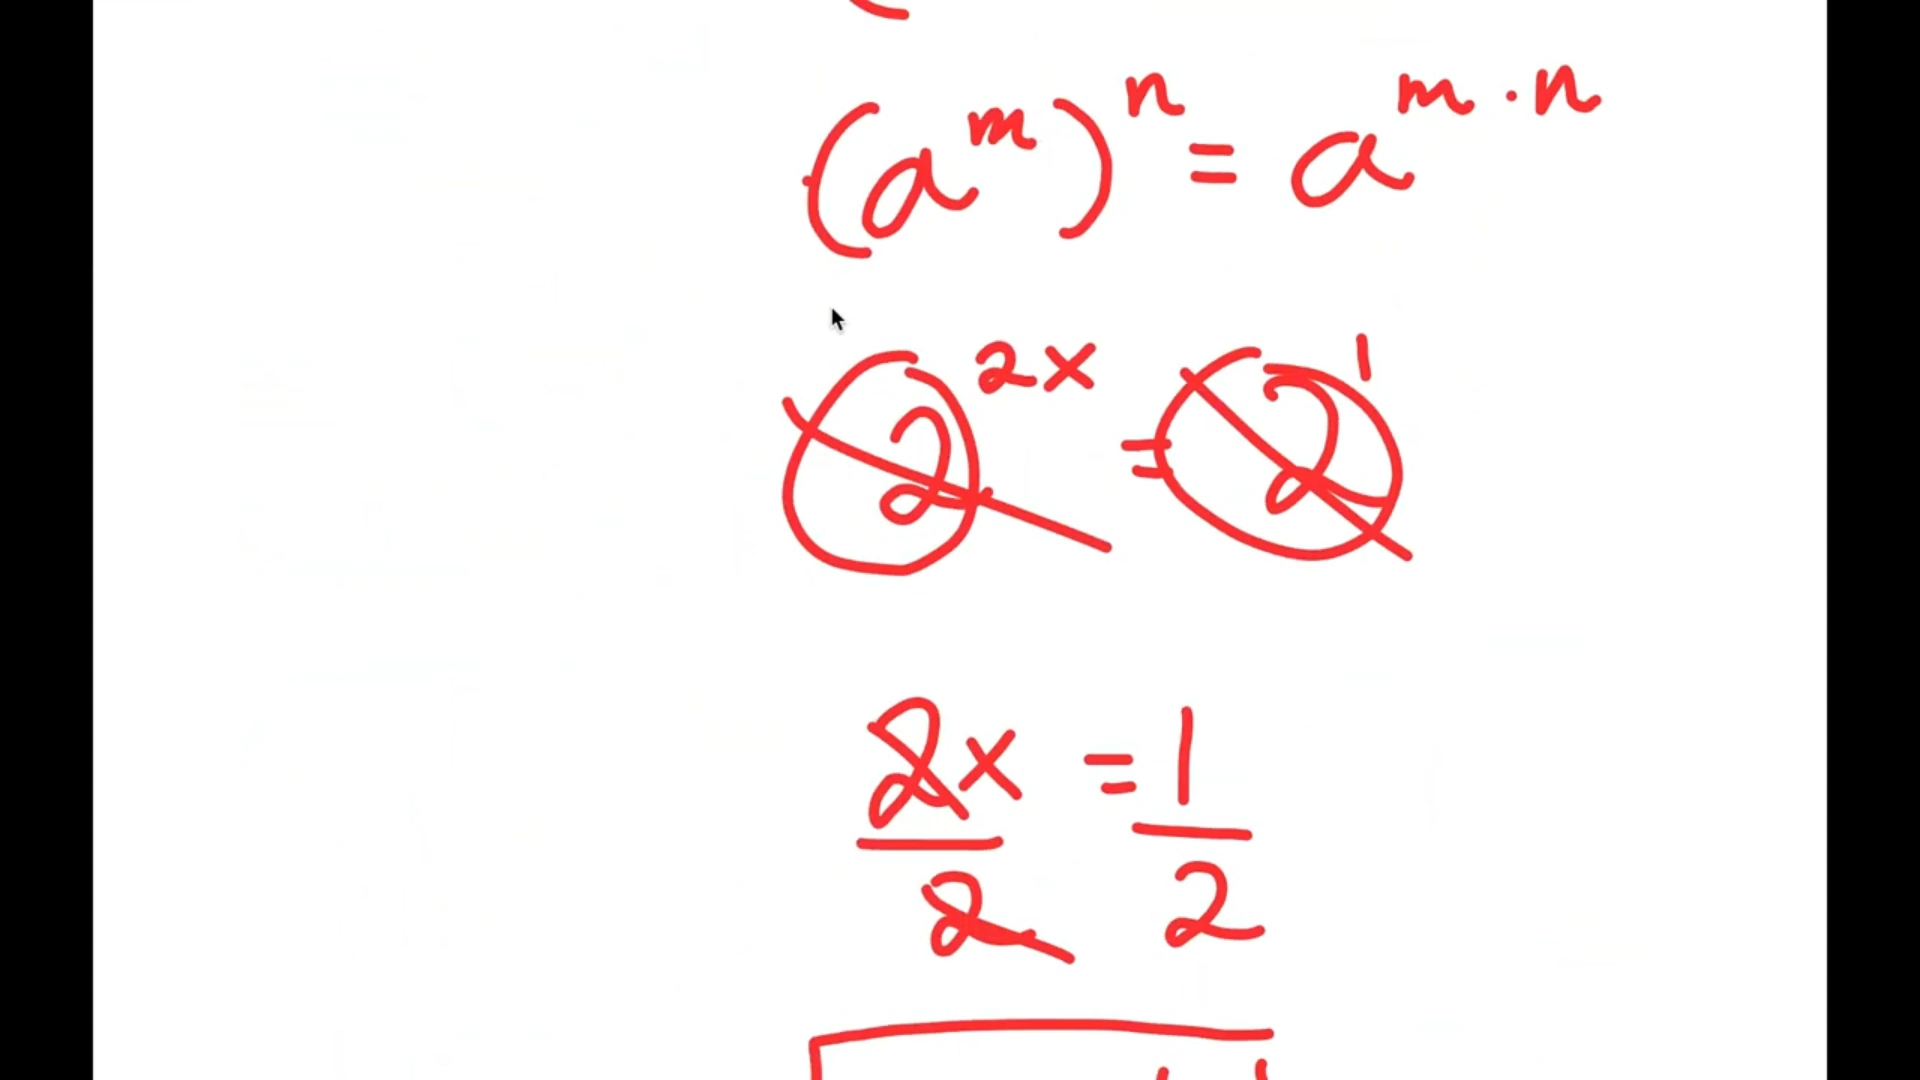 (a^m)^n = a^{m·n}
2^{2x} = 2^1
2x = 1
2 2